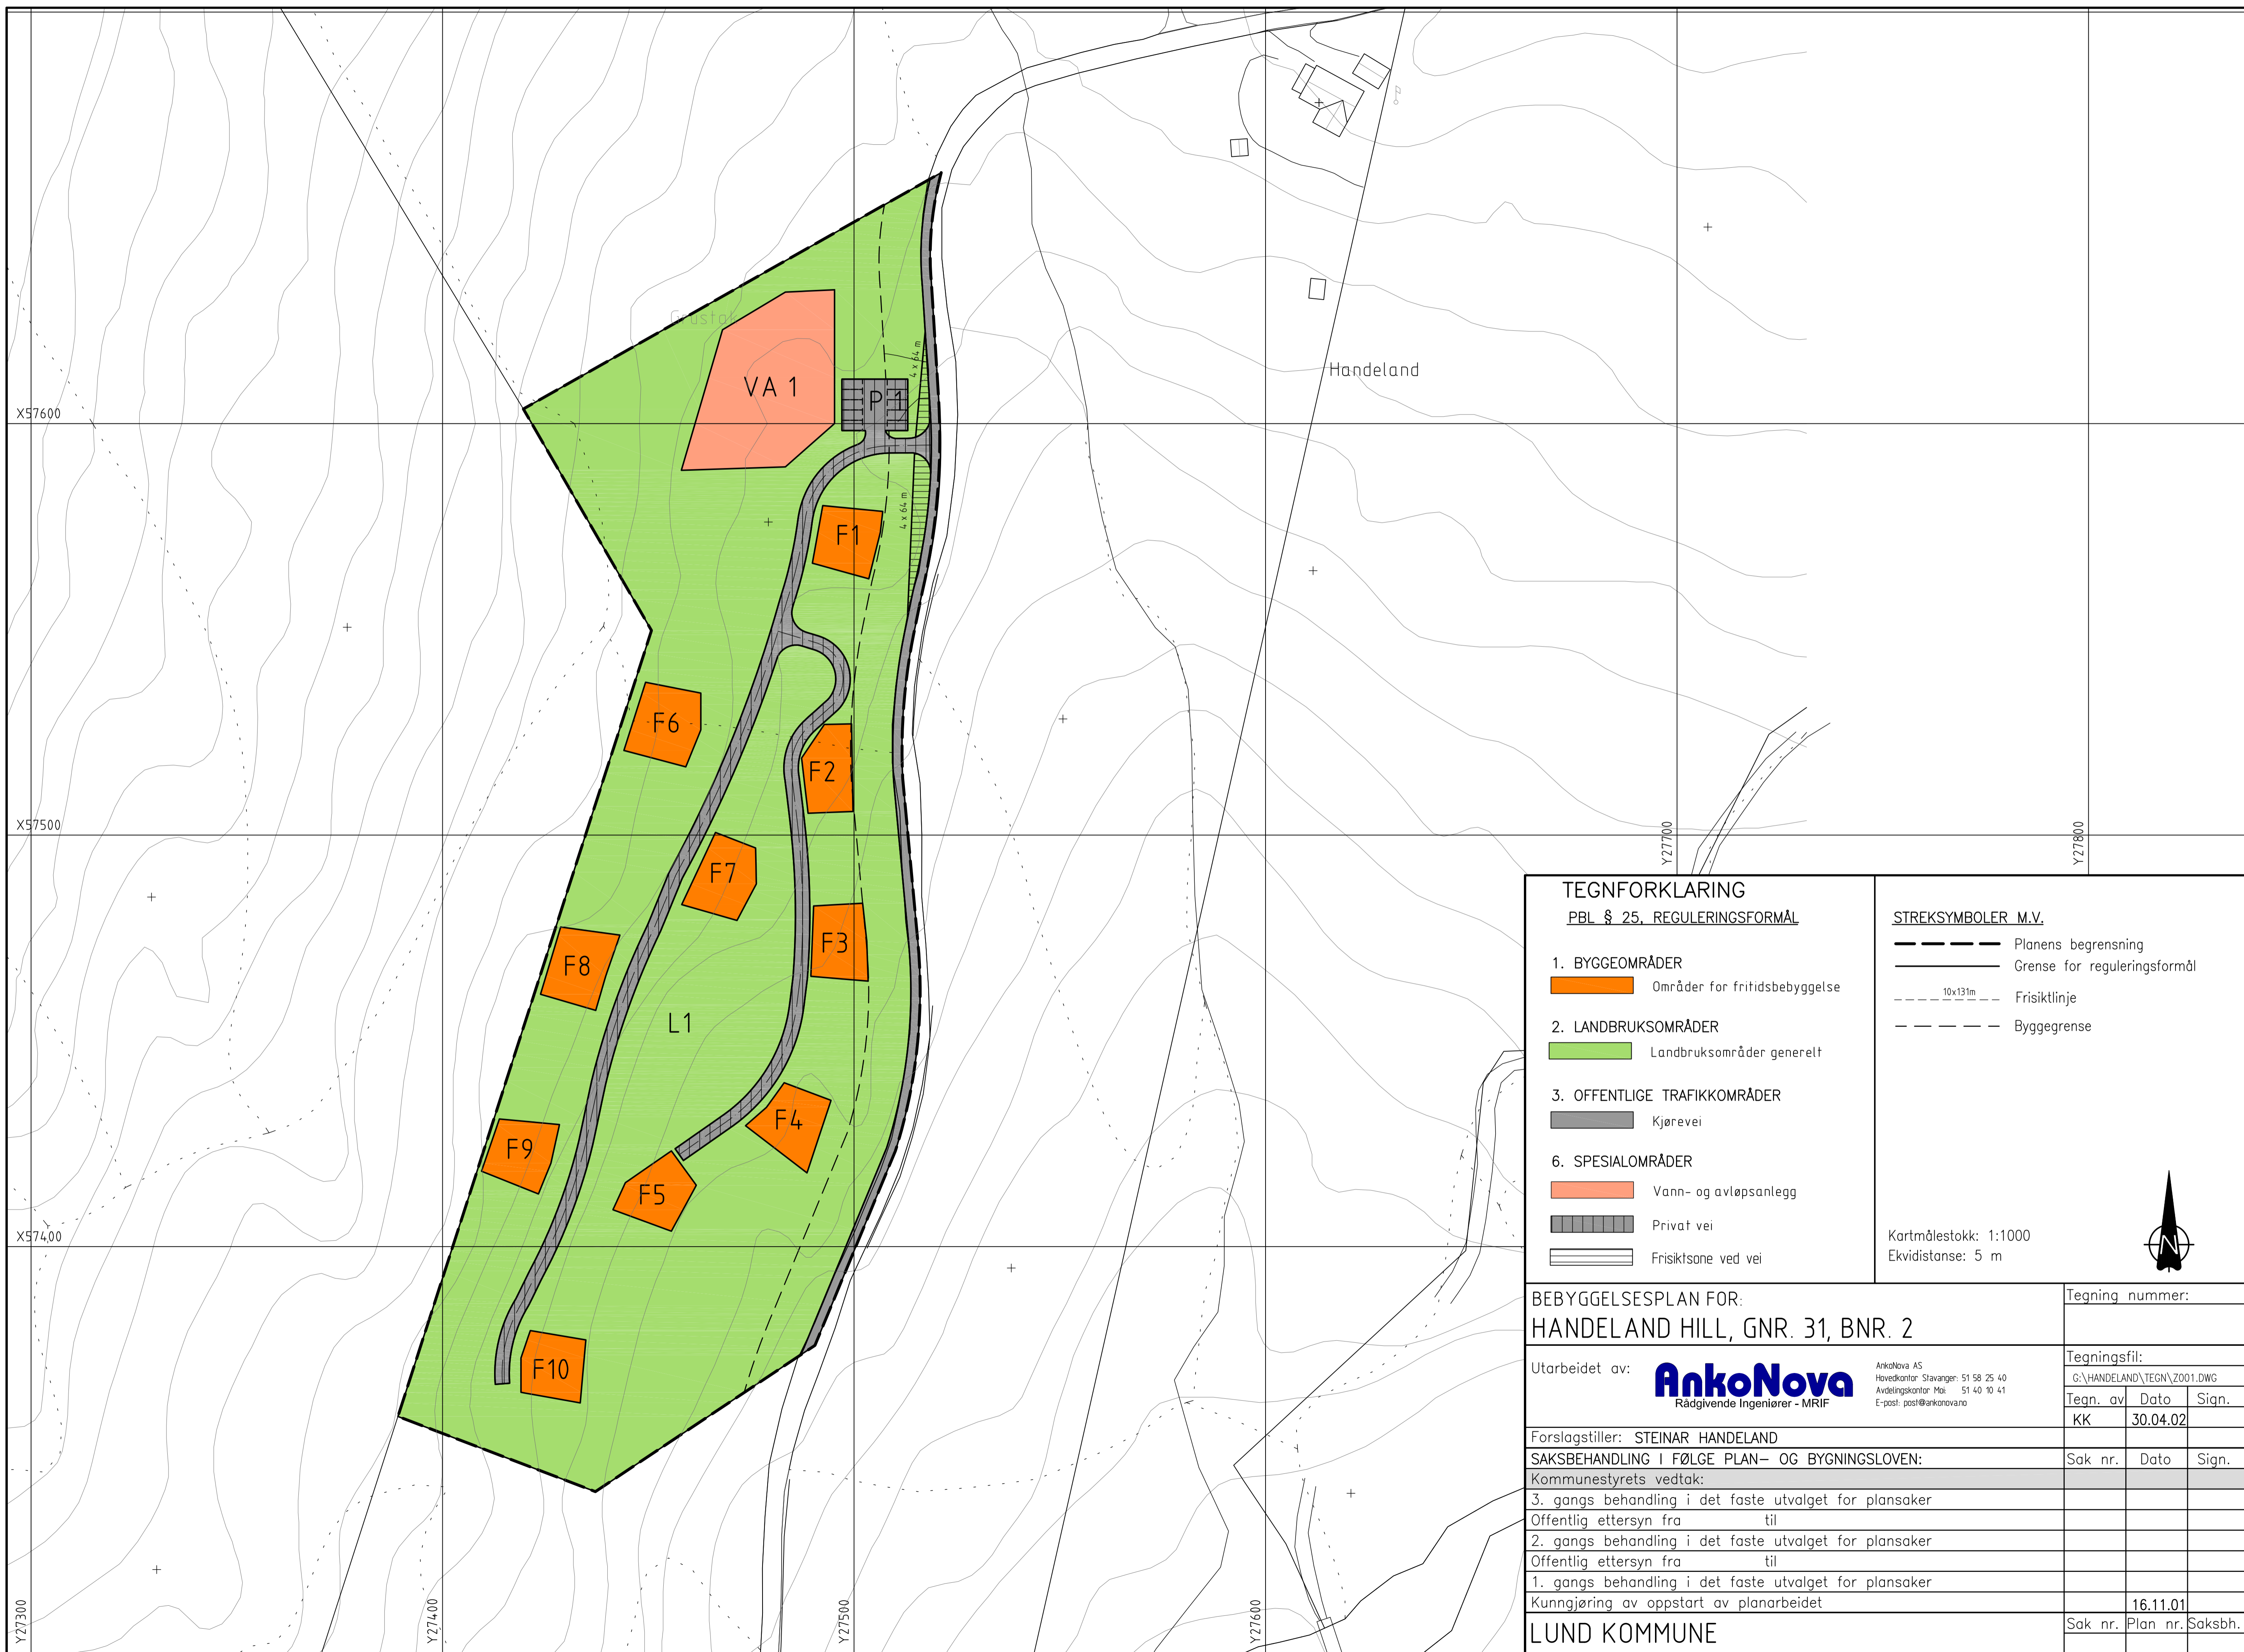 Grustak
VA 1
P 1
4 x 64 m
4 x 64 m
Handeland
X57600
F1
F6
F2
X57500
Y27700
Y27800
F7
F3
F8
L1
F4
F9
F5
X57400
F10
Y27300
Y27400
Y27500
Y27600
TEGNFORKLARING
PBL § 25, REGULERINGSFORMÅL
1. BYGGEOMRÅDER
Områder for fritidsbebyggelse
2. LANDBRUKSOMRÅDER
Landbruksområder generelt
3. OFFENTLIGE TRAFIKKOMRÅDER
Kjørevei
6. SPESIALOMRÅDER
Vann- og avløpsanlegg
Privat vei
Frisiktsone ved vei
STREKSYMBOLER M.V.
Planens begrensning
Grense for reguleringsformål
10x131m Frisiktlinje
Byggegrense
Kartmålestokk: 1:1000
Ekvidistanse: 5 m
N
BEBYGGELSESPLAN FOR:
HANDELAND HILL, GNR. 31, BNR. 2
Tegning nummer:
Utarbeidet av:
AnkoNova
Rådgivende Ingeniører - MRIF
AnkoNova AS
Hovedkontor Stavanger: 51 58 25 40
Avdelingskontor Moi: 51 40 10 41
E-post: post@ankonova.no
Tegningsfil:
G:\HANDELAND\TEGN\Z001.DWG
Tegn. av Dato Sign.
KK 30.04.02
Forslagstiller: STEINAR HANDELAND
SAKSBEHANDLING I FØLGE PLAN- OG BYGNINGSLOVEN: Sak nr. Dato Sign.
Kommunestyrets vedtak:
3. gangs behandling i det faste utvalget for plansaker
Offentlig ettersyn fra til
2. gangs behandling i det faste utvalget for plansaker
Offentlig ettersyn fra til
1. gangs behandling i det faste utvalget for plansaker
Kunngjøring av oppstart av planarbeidet 16.11.01
LUND KOMMUNE Sak nr. Plan nr. Saksbh.